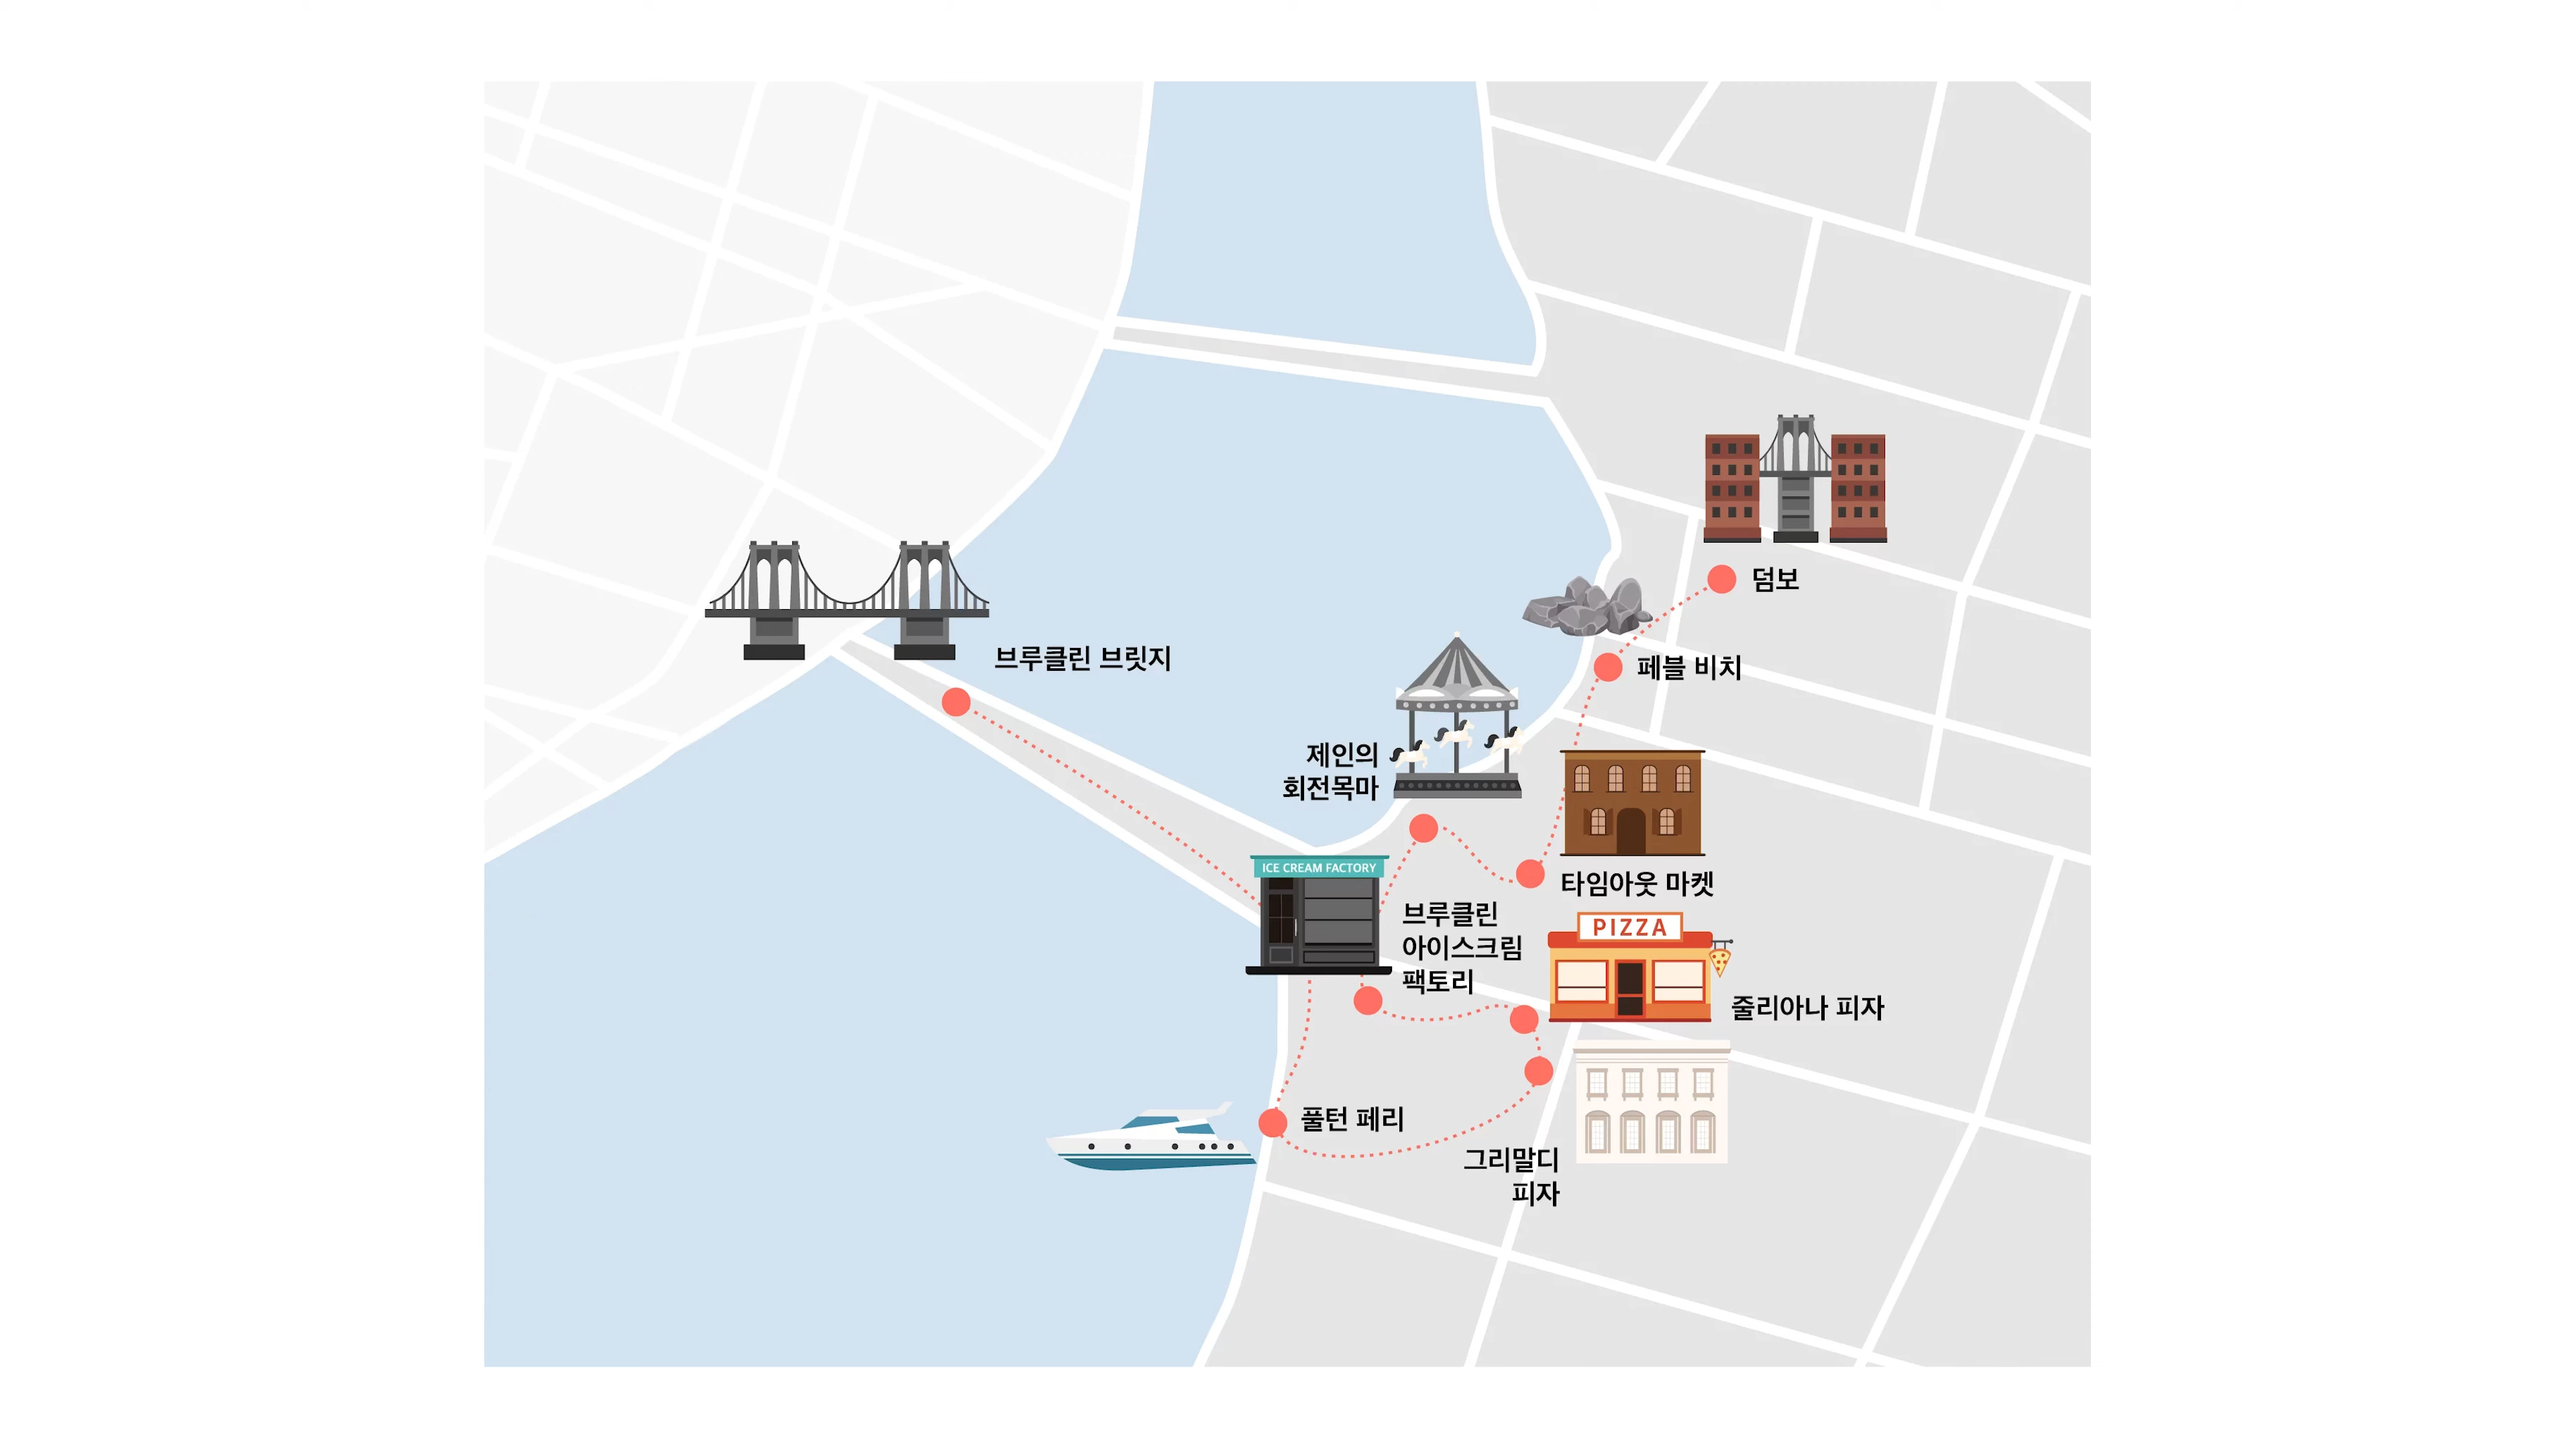 덤보
브루클린 브릿지
페블 비치
제인의
회전목마
ICE CREAM FACTORY
타임아웃 마켓
브루클린
아이스크림
팩토리
PIZZA
줄리아나 피자
풀턴 페리
그리말디
피자